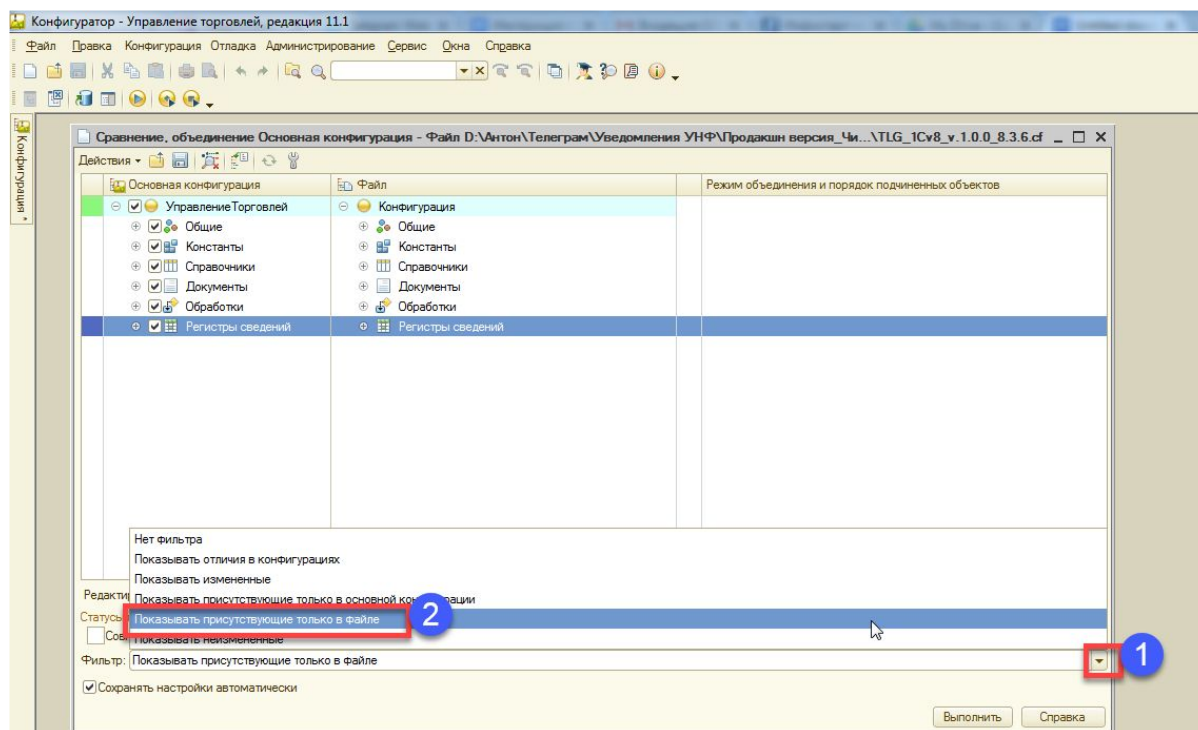 Конфигуратор - Управление торговлей, редакция 11.1
Файл Правка Конфигурация Отладка Администрирование Сервис Окна Справка
Конфигурация
Сравнение, объединение Основная конфигурация - Файл D:\Антон\Телеграм\Уведомления УНФ\Продакшн версия_Чи...\TLG_1Cv8_v.1.0.0_8.3.6.cf
Действия
Основная конфигурация Файл Режим объединения и порядок подчиненных объектов
УправлениеТорговлей Конфигурация
Общие Общие
Константы Константы
Справочники Справочники
Документы Документы
Обработки Обработки
Регистры сведений Регистры сведений
Нет фильтра
Показывать отличия в конфигурациях
Показывать измененные
Показывать присутствующие только в основной
2
Показывать присутствующие только в файле
Показывать неизмененные
1
Фильтр: Показывать присутствующие только в файле
Сохранять настройки автоматически
Выполнить Справка